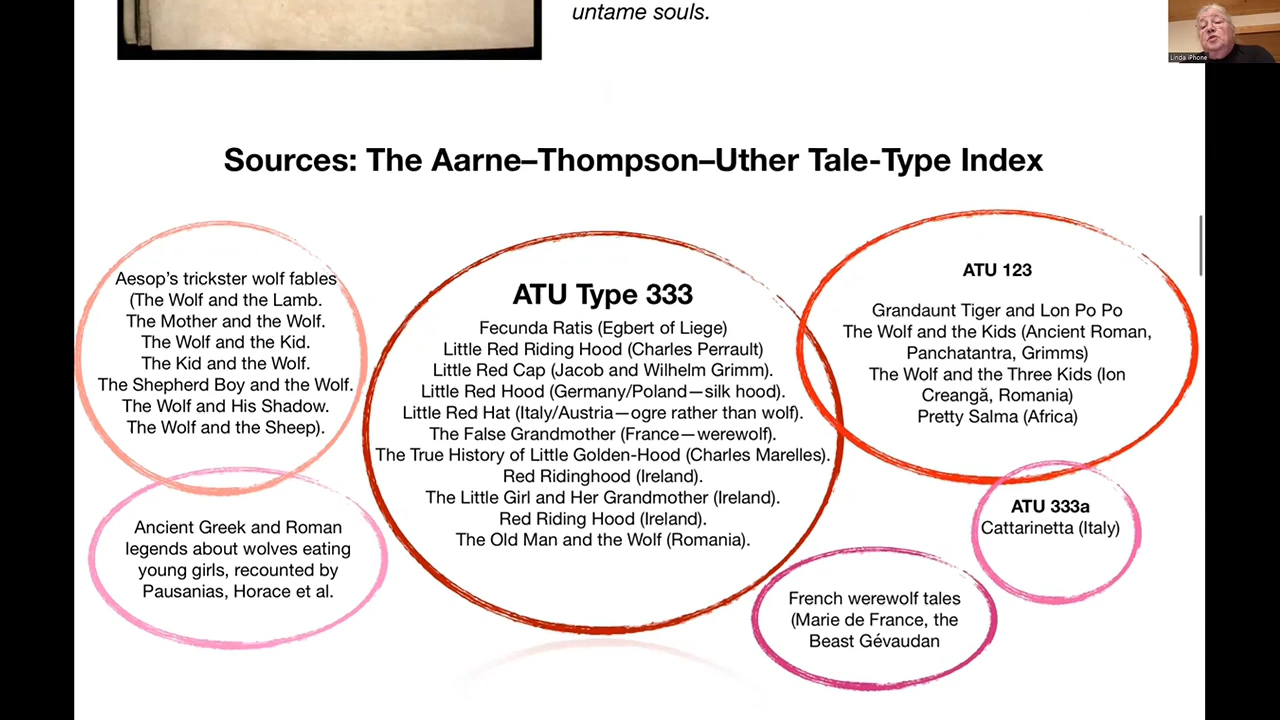 untame souls.
Linda iPhone
Sources: The Aarne–Thompson–Uther Tale-Type Index
Aesop's trickster wolf fables
(The Wolf and the Lamb.
The Mother and the Wolf.
The Wolf and the Kid.
The Kid and the Wolf.
The Shepherd Boy and the Wolf.
The Wolf and His Shadow.
The Wolf and the Sheep).
Ancient Greek and Roman
legends about wolves eating
young girls, recounted by
Pausanias, Horace et al.
ATU Type 333
Fecunda Ratis (Egbert of Liege)
Little Red Riding Hood (Charles Perrault)
Little Red Cap (Jacob and Wilhelm Grimm).
Little Red Hood (Germany/Poland—silk hood).
Little Red Hat (Italy/Austria—ogre rather than wolf).
The False Grandmother (France—werewolf).
The True History of Little Golden-Hood (Charles Marelles).
Red Ridinghood (Ireland).
The Little Girl and Her Grandmother (Ireland).
Red Riding Hood (Ireland).
The Old Man and the Wolf (Romania).
ATU 123
Grandaunt Tiger and Lon Po Po
The Wolf and the Kids (Ancient Roman,
Panchatantra, Grimms)
The Wolf and the Three Kids (Ion
Creangă, Romania)
Pretty Salma (Africa)
ATU 333a
Cattarinetta (Italy)
French werewolf tales
(Marie de France, the
Beast Gévaudan